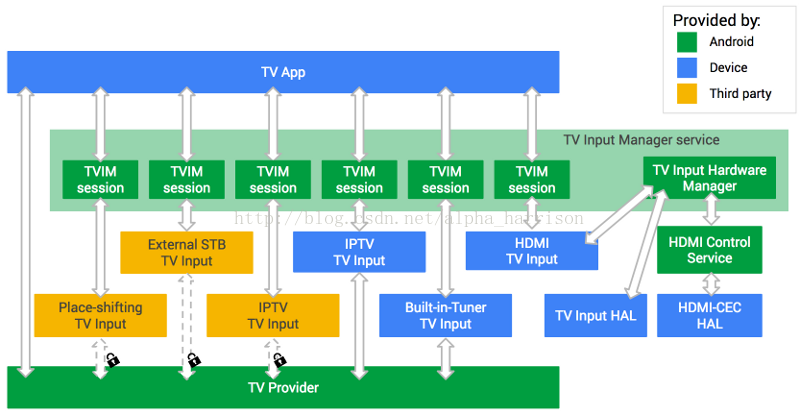 Provided by:
Android
Device
Third party
TV App
TV Input Manager service
TVIM
session
TVIM
session
TVIM
session
TVIM
session
TVIM
session
TVIM
session
TV Input Hardware
Manager
http://blog.csdn.net/alpha_harrison
External STB
TV Input
IPTV
TV Input
HDMI
TV Input
HDMI Control
Service
Place-shifting
TV Input
IPTV
TV Input
Built-in-Tuner
TV Input
TV Input HAL
HDMI-CEC
HAL
TV Provider